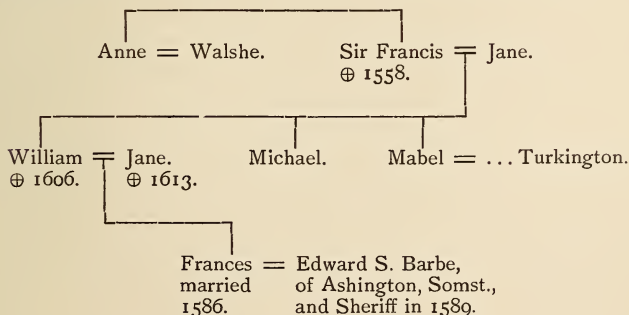 Anne = Walshe. Sir Francis = Jane.
⊕ 1558.
William = Jane. Michael. Mabel = ... Turkington.
⊕ 1606. ⊕ 1613.
Frances = Edward S. Barbe,
married of Ashington, Somst.,
1586. and Sheriff in 1589.